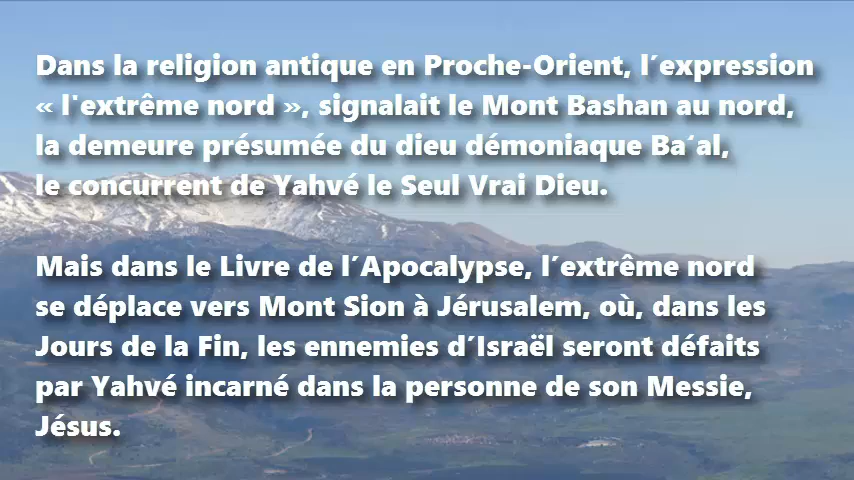 Dans la religion antique en Proche-Orient, l´expression
« l'extrême nord », signalait le Mont Bashan au nord,
la demeure présumée du dieu démoniaque Ba´al,
le concurrent de Yahvé le Seul Vrai Dieu.
Mais dans le Livre de l´Apocalypse, l´extrême nord
se déplace vers Mont Sion à Jérusalem, où, dans les
Jours de la Fin, les ennemies d´Israël seront défaits
par Yahvé incarné dans la personne de son Messie,
Jésus.